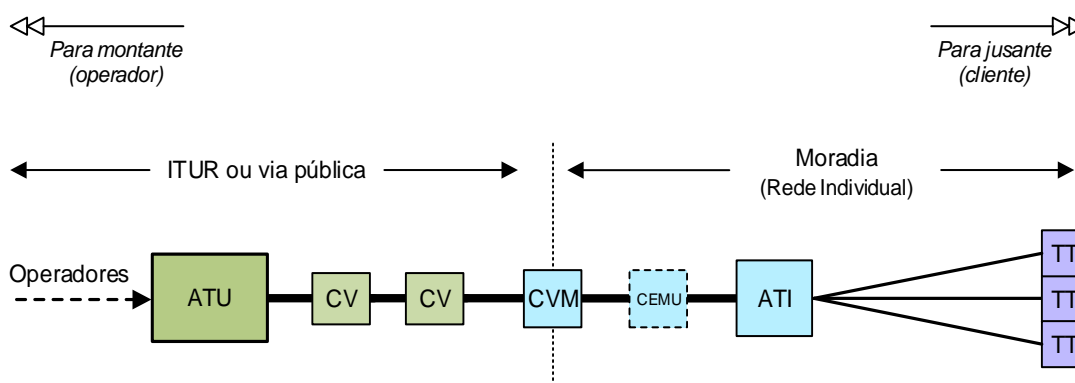 Para montante
(operador)
Para jusante
(cliente)
ITUR ou via pública
Moradia
(Rede Individual)
Operadores
ATU
CV
CV
CVM
CEMU
ATI
TT
TT
TT